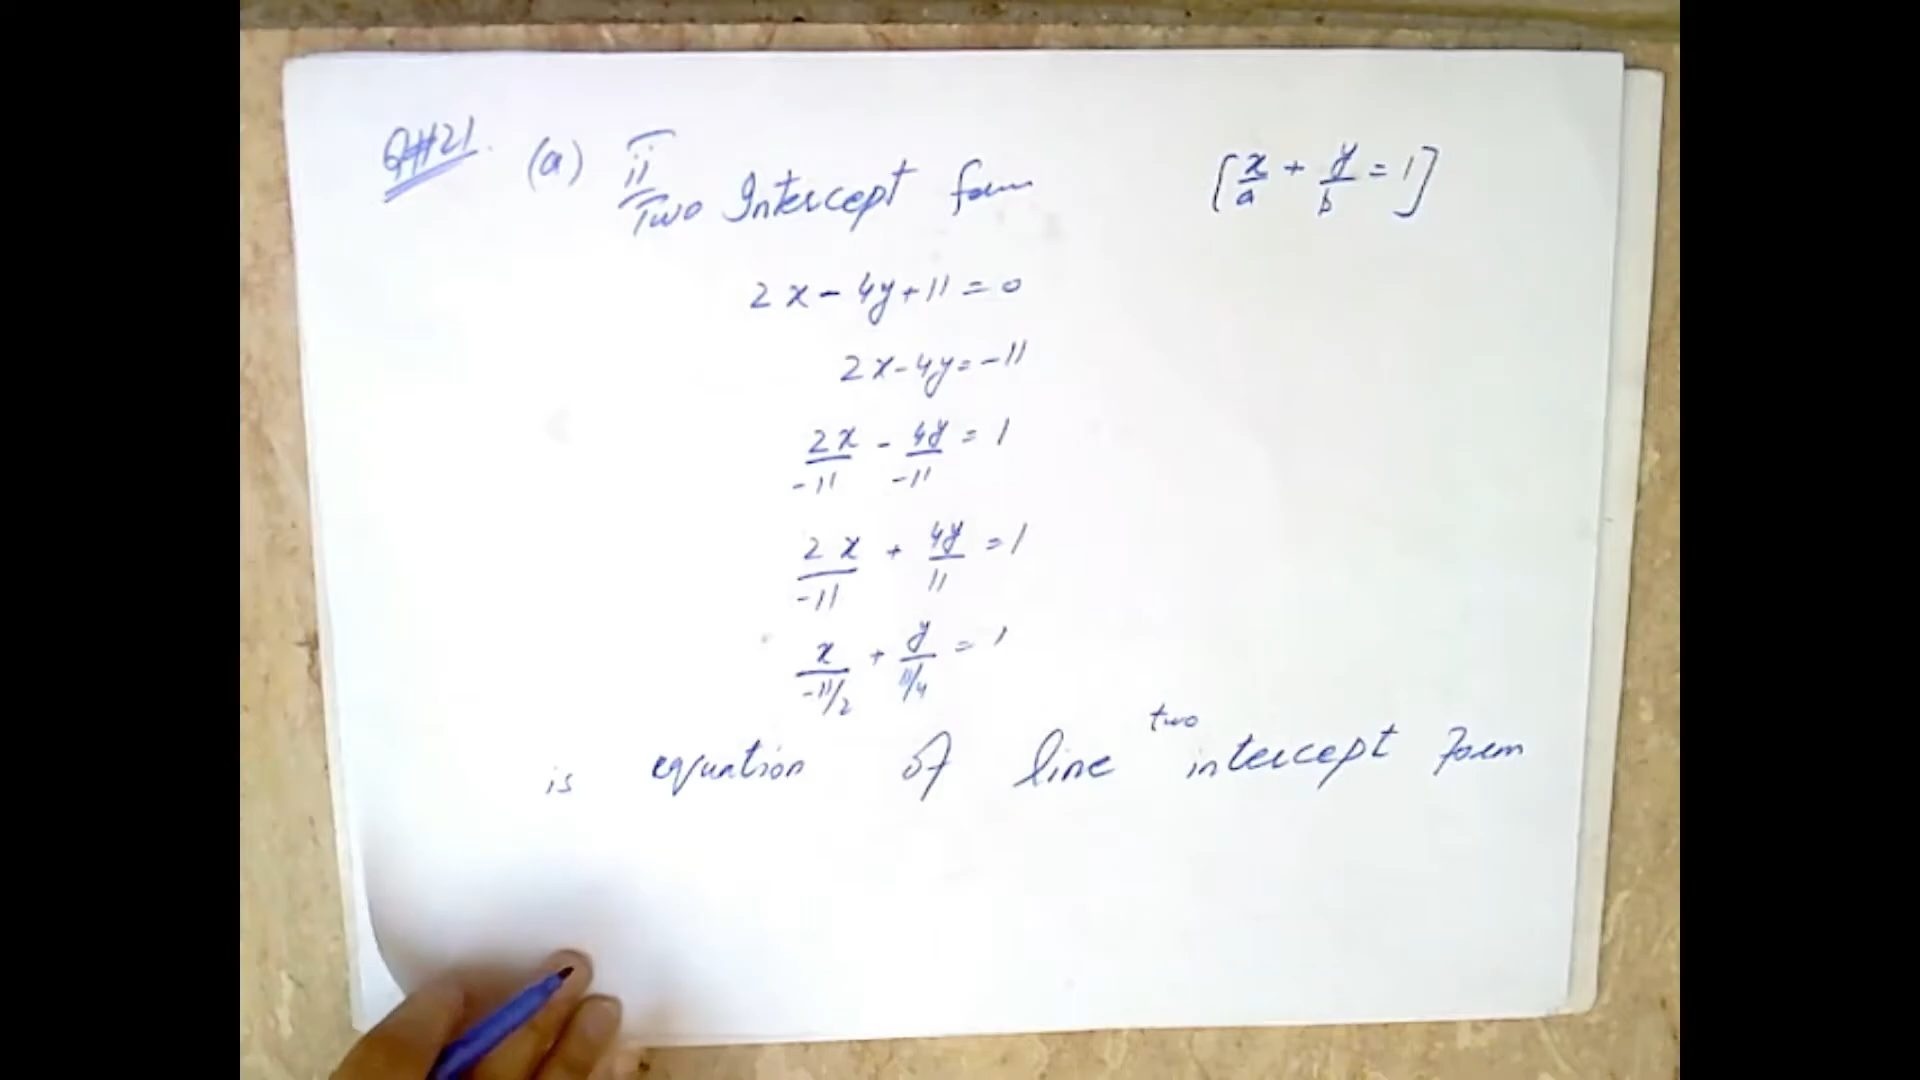 Q#21. (a) ii
Two Intercept form [x/a + y/b = 1]
2x - 4y + 11 = 0
2x - 4y = -11
2x/-11 - 4y/-11 = 1
2x/-11 + 4y/11 = 1
x/-11/2 + y/11/4 = 1
is equation of line two intercept form